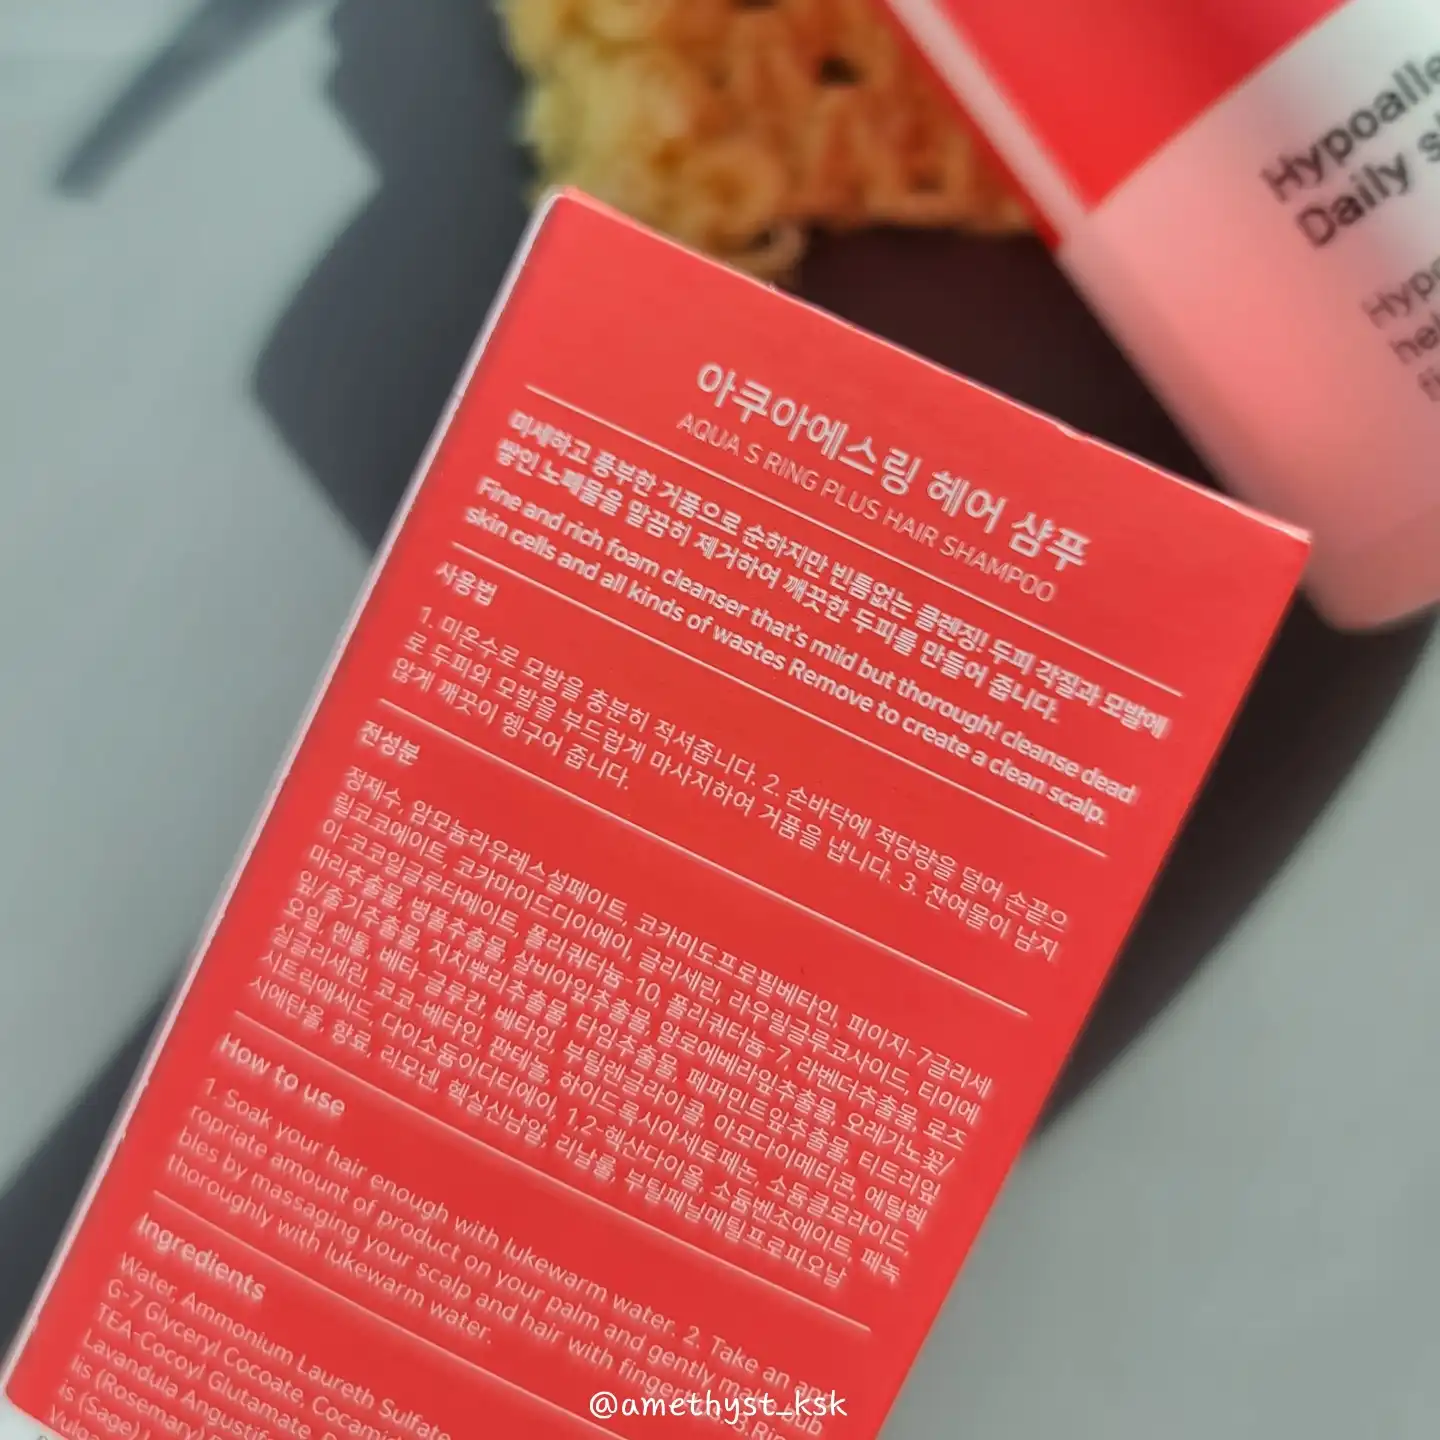 Hypoalle
Daily s
Hyp
hel
아쿠아에스링 헤어 샴푸
AQUA S RING PLUS HAIR SHAMPOO
미세하고 풍부한 거품으로 순하지만 빈틈없는 클렌징! 두피 각질과 모발에
쌓인 노폐물을 말끔히 제거하여 깨끗한 두피를 만들어 줍니다.
Fine and rich foam cleanser that's mild but thorough! cleanse dead
skin cells and all kinds of wastes Remove to create a clean scalp.
사용법
1. 미온수로 모발을 충분히 적셔줍니다. 2. 손바닥에 적당량을 덜어 손끝으
로 두피와 모발을 부드럽게 마사지하여 거품을 냅니다. 3. 잔여물이 남지
않게 깨끗이 헹구어 줍니다.
전성분
정제수, 암모늄라우레스설페이트, 코카미도프로필베타인, 피이지-7글리세
릴코코에이트, 코카마이드디이에이, 글리세린, 라우릴글루코사이드, 티이에
이-코코일글루타메이트, 폴리쿼터늄-10, 폴리쿼터늄-7, 라벤더추출물, 로즈
마리추출물, 병풀추출물, 살비아잎추출물, 알로에베라잎추출물, 오레가노꽃/
잎/줄기추출물, 타임추출물, 페퍼민트잎추출물, 티트리잎
오일, 멘톨, 베타-글루칸, 베타인, 부틸렌글라이콜, 아모다이메티콘, 에틸헥
실글리세린, 코코-베타인, 판테놀, 하이드록시아세토페논, 소듐클로라이드,
시트릭애씨드, 다이소듐이디티에이, 1,2-헥산다이올, 소듐벤조에이트, 페녹
시에탄올, 향료, 리모넨, 헥실신남알, 리날룰, 부틸페닐메틸프로피오날
How to use
1. Soak your hair enough with lukewarm water. 2. Take an app
ropriate amount of product on your palm and gently make bub
bles by massaging your scalp and hair with fingertip. 3.Rin
thoroughly with lukewarm water.
Ingredients
Water, Ammonium Laureth Sulfate
G-7 Glyceryl Cocoate, Cocamid
TEA-Cocoyl Glutamate,
Lavandula Angustif
lis (Rosemary)
is (Sage)
@amethyst_ksk